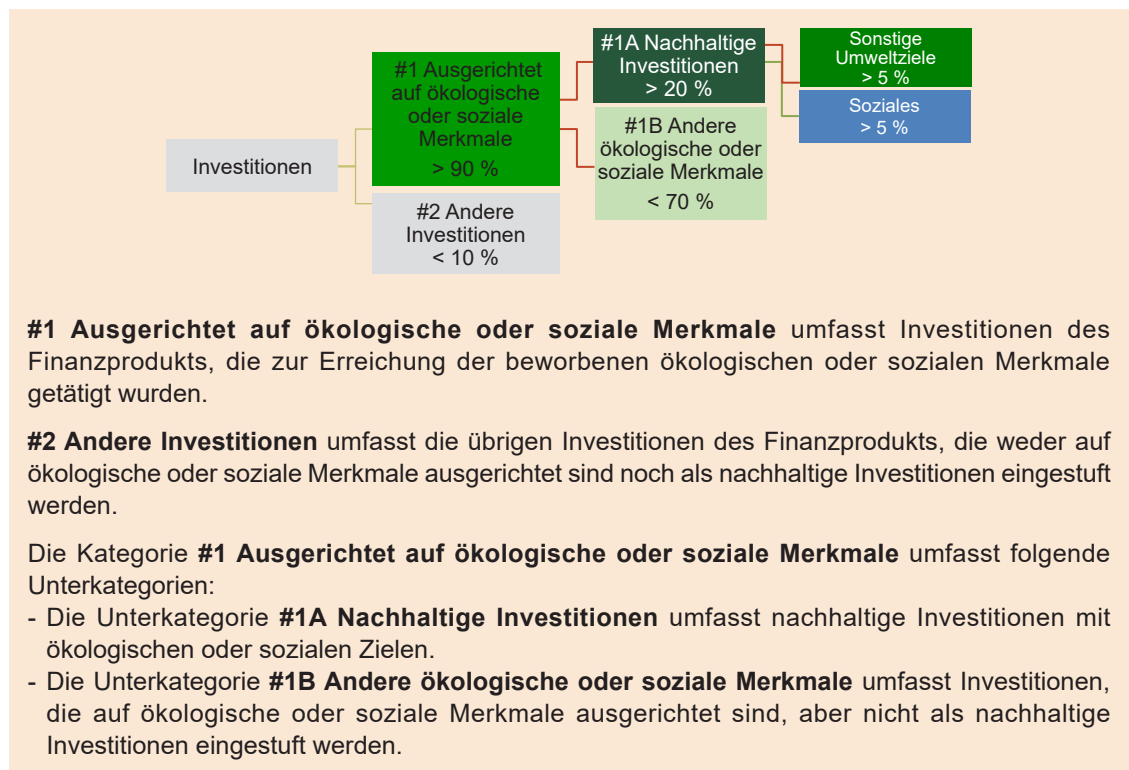 Investitionen
#1 Ausgerichtet
auf ökologische
oder soziale
Merkmale
> 90 %
#2 Andere
Investitionen
< 10 %
#1A Nachhaltige
Investitionen
> 20 %
#1B Andere
ökologische oder
soziale Merkmale
< 70 %
Sonstige
Umweltziele
> 5 %
Soziales
> 5 %
#1 Ausgerichtet auf ökologische oder soziale Merkmale umfasst Investitionen des
Finanzprodukts, die zur Erreichung der beworbenen ökologischen oder sozialen Merkmale
getätigt wurden.
#2 Andere Investitionen umfasst die übrigen Investitionen des Finanzprodukts, die weder auf
ökologische oder soziale Merkmale ausgerichtet sind noch als nachhaltige Investitionen eingestuft
werden.
Die Kategorie #1 Ausgerichtet auf ökologische oder soziale Merkmale umfasst folgende
Unterkategorien:
- Die Unterkategorie #1A Nachhaltige Investitionen umfasst nachhaltige Investitionen mit
ökologischen oder sozialen Zielen.
- Die Unterkategorie #1B Andere ökologische oder soziale Merkmale umfasst Investitionen,
die auf ökologische oder soziale Merkmale ausgerichtet sind, aber nicht als nachhaltige
Investitionen eingestuft werden.